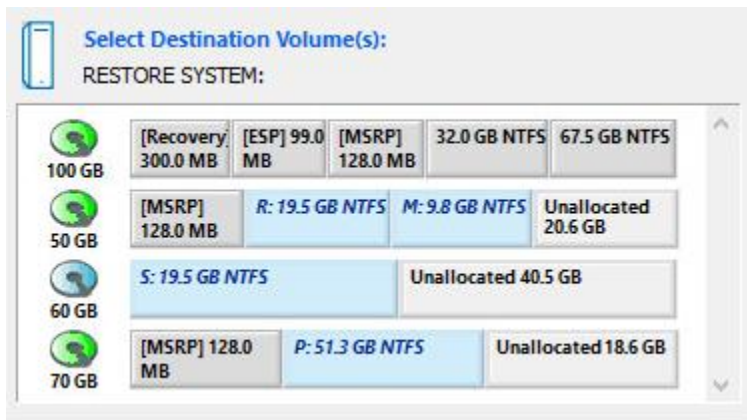 Select Destination Volume(s):
RESTORE SYSTEM:
100 GB
[Recovery]
300.0 MB
[ESP] 99.0
MB
[MSRP]
128.0 MB
32.0 GB NTFS
67.5 GB NTFS
50 GB
[MSRP]
128.0 MB
R: 19.5 GB NTFS
M: 9.8 GB NTFS
Unallocated
20.6 GB
60 GB
S: 19.5 GB NTFS
Unallocated 40.5 GB
70 GB
[MSRP] 128.0
MB
P: 51.3 GB NTFS
Unallocated 18.6 GB